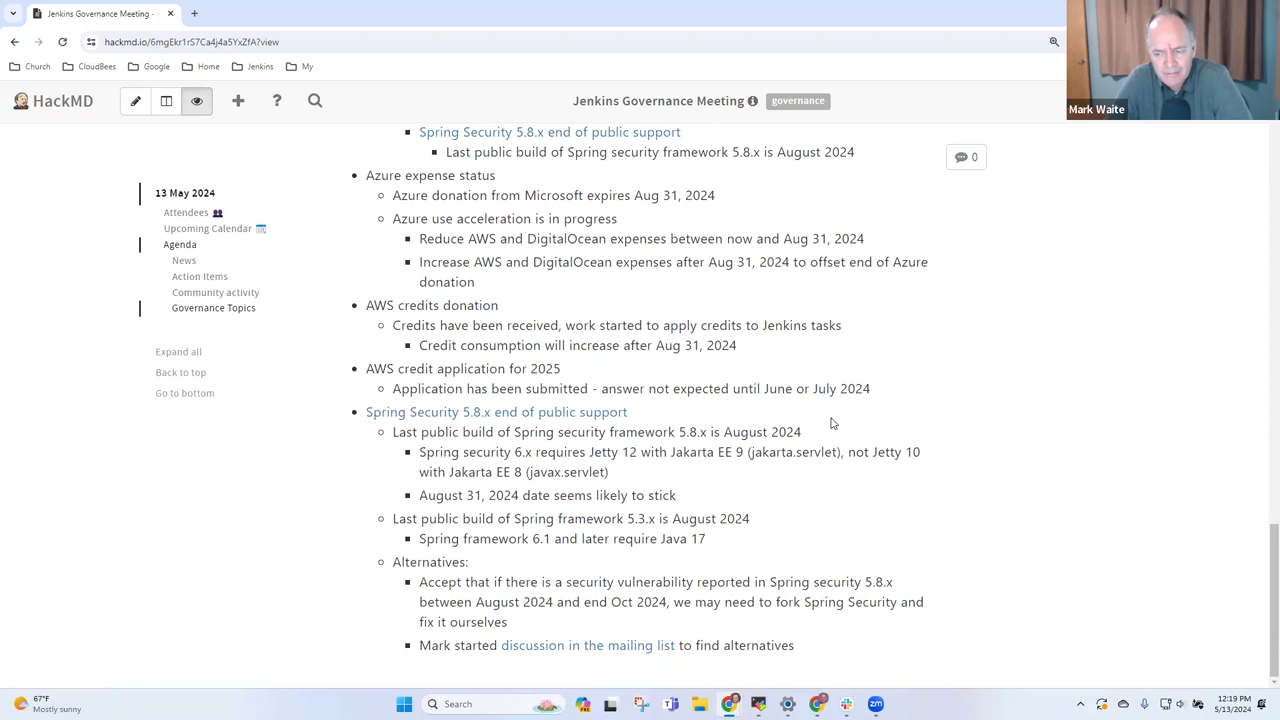 Jenkins Governance Meeting -
hackmd.io/6mgEkr1rS7Ca4j4a5YxZfA?view
Church
CloudBees
Google
Home
Jenkins
My
Mark Waite
HackMD
Jenkins Governance Meeting
governance
0
13 May 2024
Attendees
Upcoming Calendar
Agenda
News
Action Items
Community activity
Governance Topics
Expand all
Back to top
Go to bottom
Spring Security 5.8.x end of public support
Last public build of Spring security framework 5.8.x is August 2024
Azure expense status
Azure donation from Microsoft expires Aug 31, 2024
Azure use acceleration is in progress
Reduce AWS and DigitalOcean expenses between now and Aug 31, 2024
Increase AWS and DigitalOcean expenses after Aug 31, 2024 to offset end of Azure
donation
AWS credits donation
Credits have been received, work started to apply credits to Jenkins tasks
Credit consumption will increase after Aug 31, 2024
AWS credit application for 2025
Application has been submitted - answer not expected until June or July 2024
Spring Security 5.8.x end of public support
Last public build of Spring security framework 5.8.x is August 2024
Spring security 6.x requires Jetty 12 with Jakarta EE 9 (jakarta.servlet), not Jetty 10
with Jakarta EE 8 (javax.servlet)
August 31, 2024 date seems likely to stick
Last public build of Spring framework 5.3.x is August 2024
Spring framework 6.1 and later require Java 17
Alternatives:
Accept that if there is a security vulnerability reported in Spring security 5.8.x
between August 2024 and end Oct 2024, we may need to fork Spring Security and
fix it ourselves
Mark started discussion in the mailing list to find alternatives
67°F
Mostly sunny
Search
12:19 PM
5/13/2024